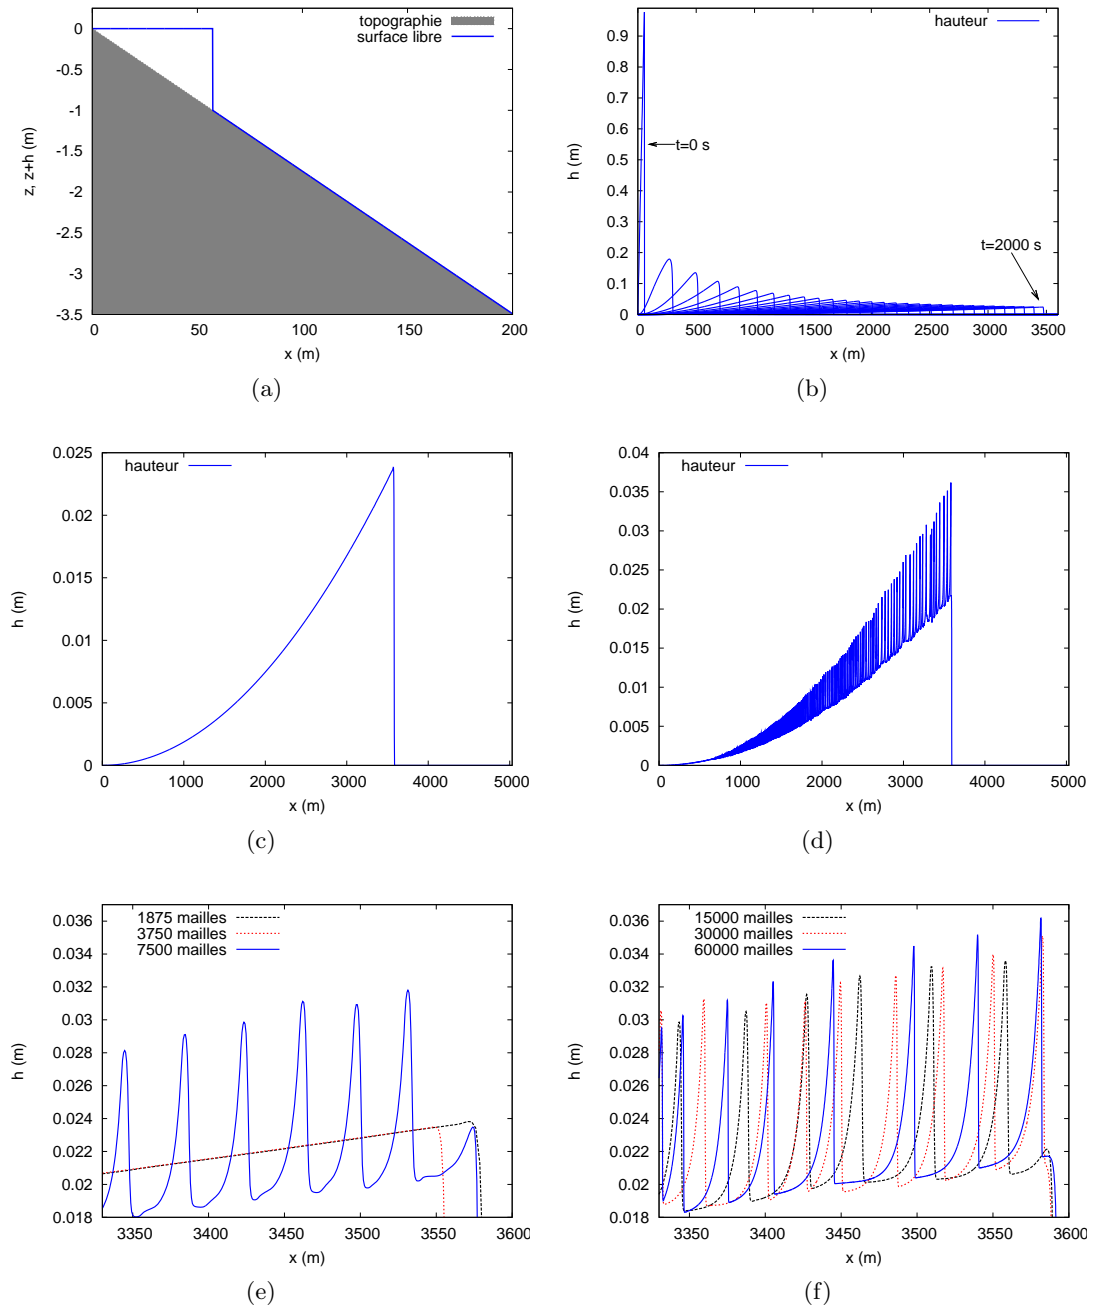 topographie
surface libre
0
-0.5
-1
-1.5
-2
-2.5
-3
-3.5
z, z+h (m)
0
50
100
150
200
x (m)
(a)
hauteur
0.9
0.8
0.7
0.6
0.5
0.4
0.3
0.2
0.1
0
h (m)
t=0 s
t=2000 s
0
500
1000
1500
2000
2500
3000
3500
x (m)
(b)
hauteur
0.025
0.02
0.015
0.01
0.005
0
h (m)
0
1000
2000
3000
4000
5000
x (m)
(c)
hauteur
0.04
0.035
0.03
0.025
0.02
0.015
0.01
0.005
0
h (m)
0
1000
2000
3000
4000
5000
x (m)
(d)
1875 mailles
3750 mailles
7500 mailles
0.036
0.034
0.032
0.03
0.028
0.026
0.024
0.022
0.02
0.018
h (m)
3350
3400
3450
3500
3550
3600
x (m)
(e)
15000 mailles
30000 mailles
60000 mailles
0.036
0.034
0.032
0.03
0.028
0.026
0.024
0.022
0.02
0.018
h (m)
3350
3400
3450
3500
3550
3600
x (m)
(f)